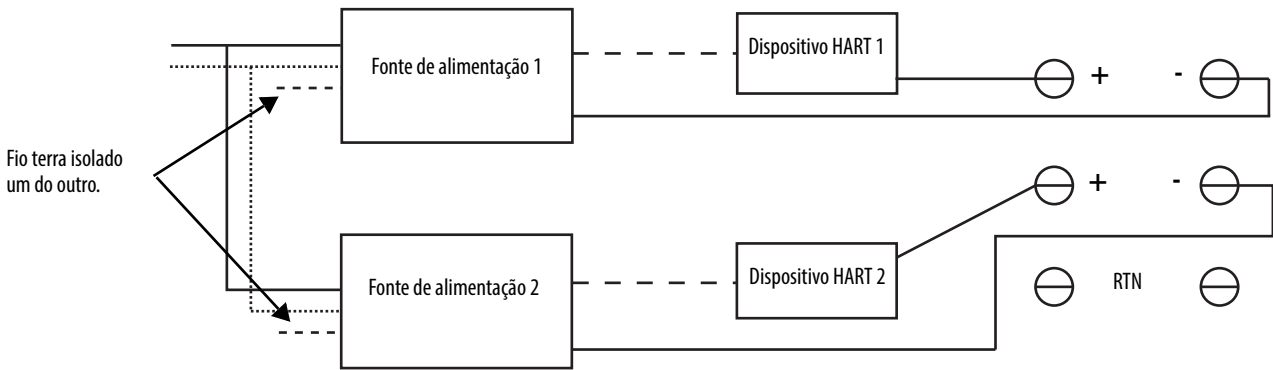 Fonte de alimentação 1
Dispositivo HART 1
+ -
Fio terra isolado
um do outro.
+ -
Fonte de alimentação 2
Dispositivo HART 2
RTN